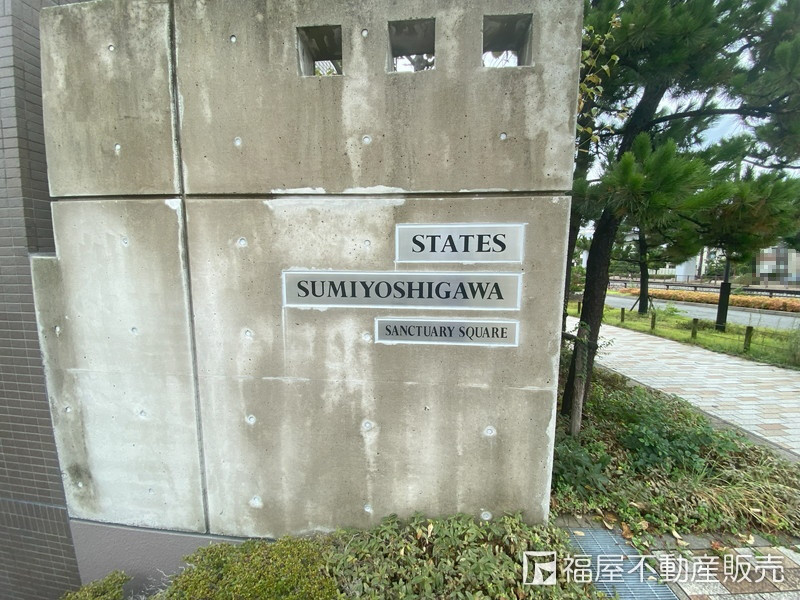 STATES
SUMIYOSHIGAWA
SANCTUARY SQUARE
福屋不動産販売